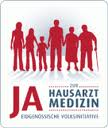 JA ZUR
HAUSARZT
MEDIZIN
EIDGENÖSSISCHE VOLKSINITIATIVE